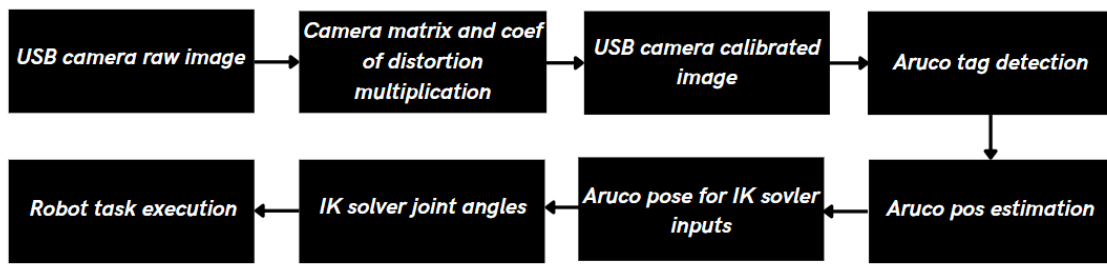 USB camera raw image
Camera matrix and coef
of distortion
multiplication
USB camera calibrated
image
Aruco tag detection
Robot task execution
IK solver joint angles
Aruco pose for IK sovler
inputs
Aruco pos estimation